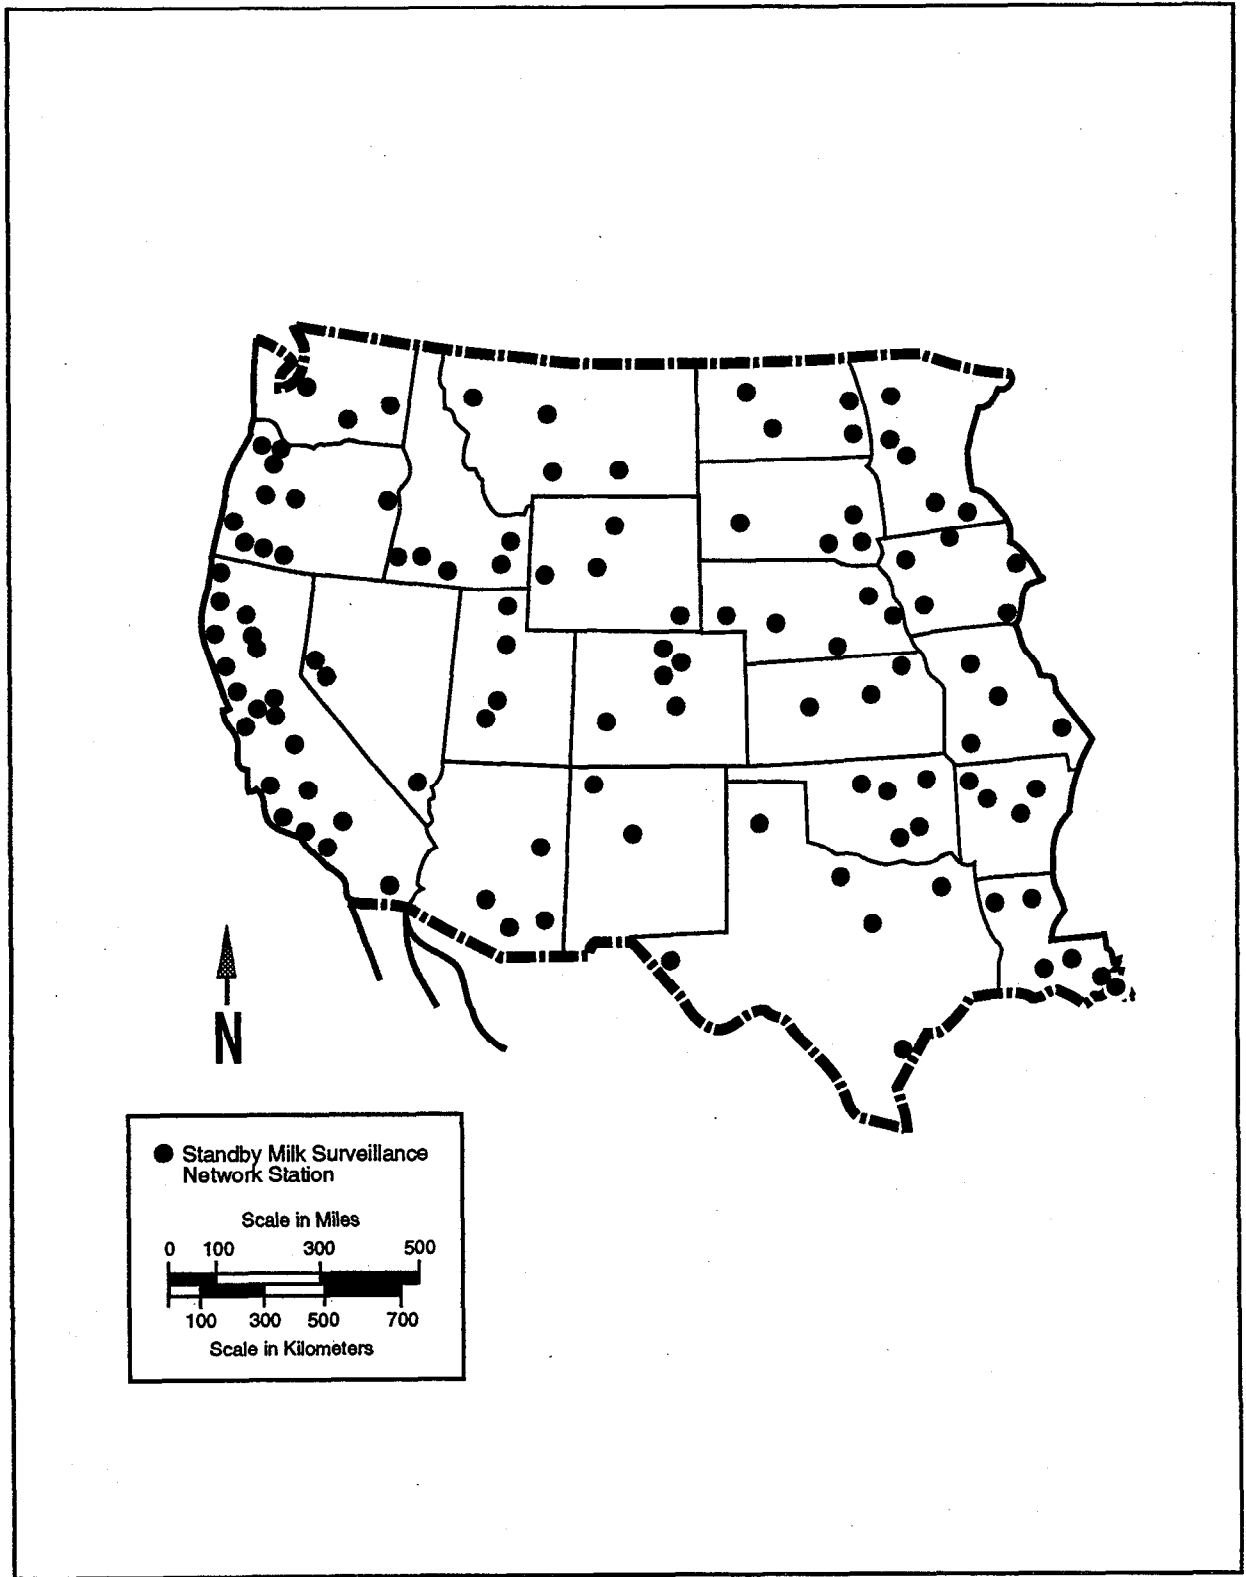 N
Standby Milk Surveillance
Network Station
Scale in Miles
0 100 300 500
100 300 500 700
Scale in Kilometers